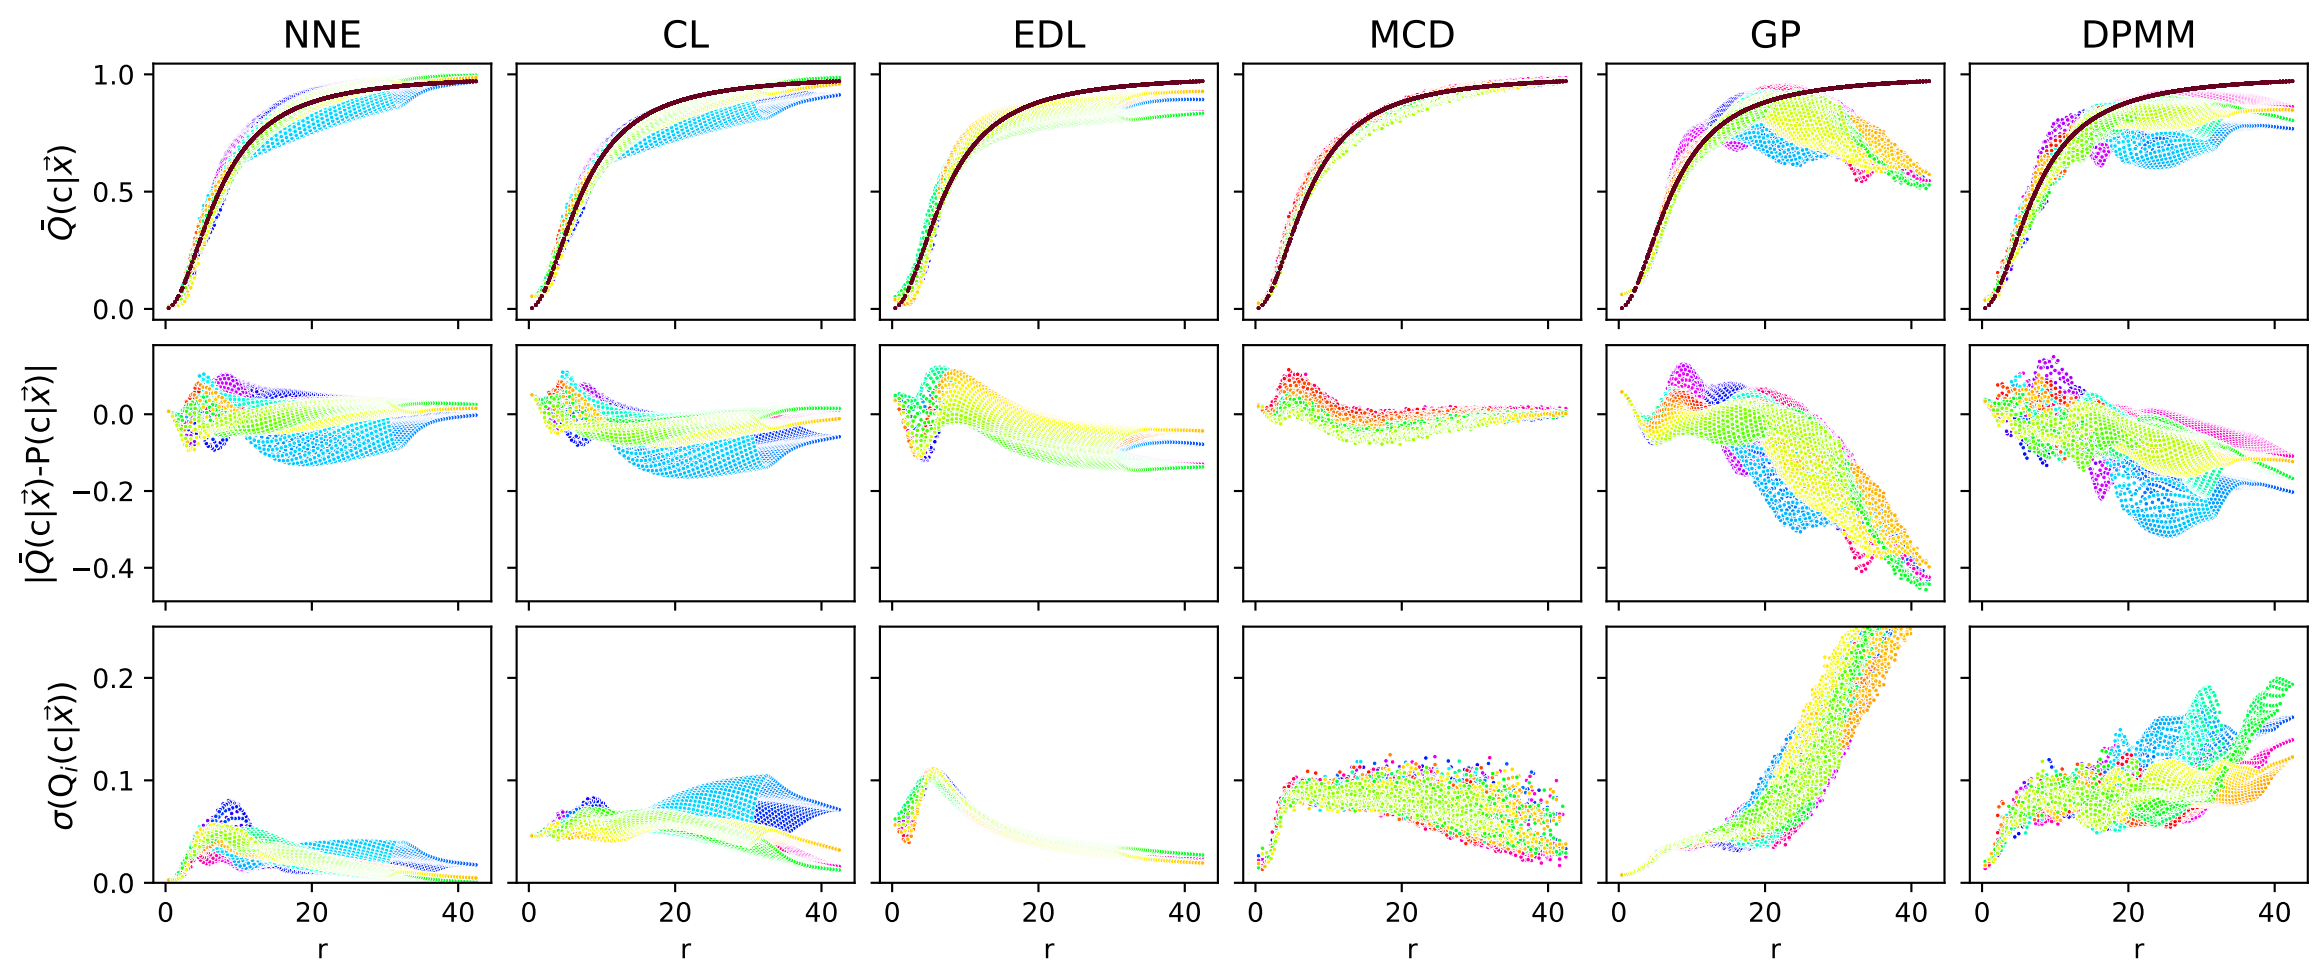 NNE CL EDL MCD GP DPMM
1.0
0.5
0.0
Q̄(c|x⃗)
0.0
−0.2
−0.4
|Q̄(c|x⃗)-P(c|x⃗)|
0.2
0.1
0.0
σ(Qᵢ(c|x⃗))
0 20 40 0 20 40 0 20 40 0 20 40 0 20 40 0 20 40
r r r r r r